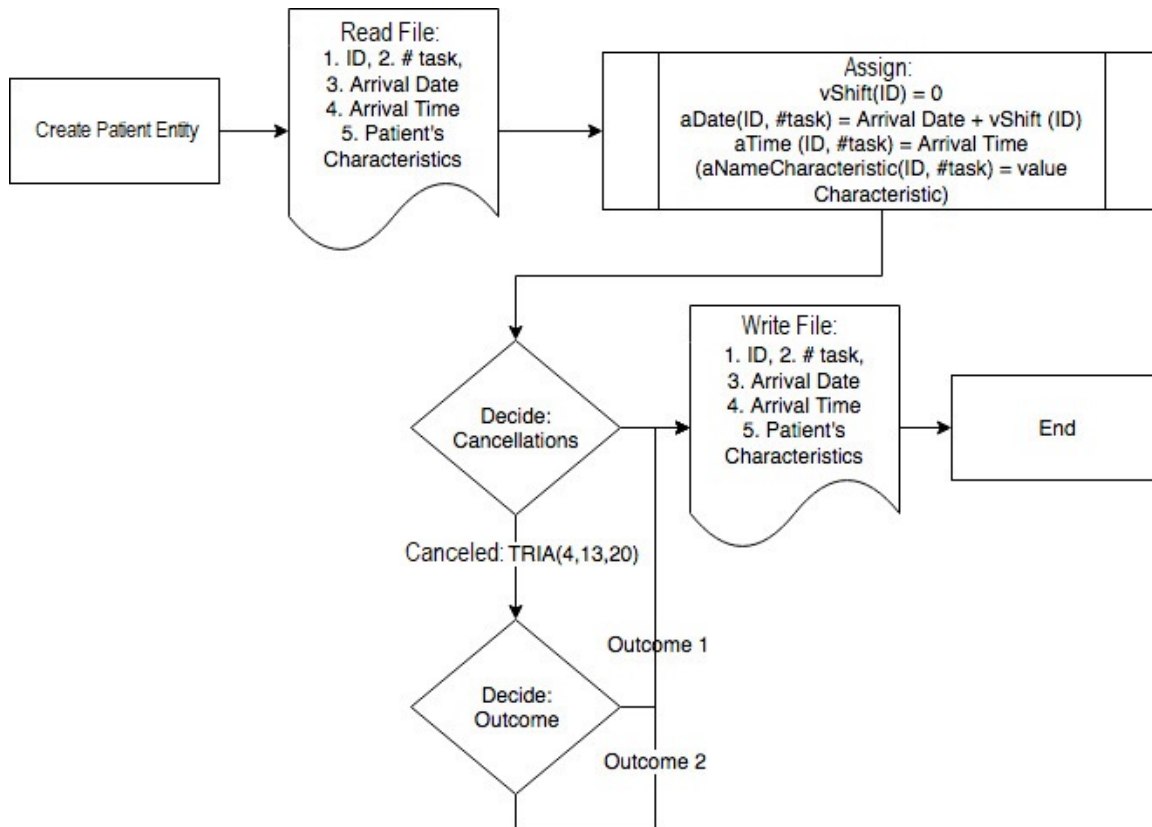 Create Patient Entity
Read File:
1. ID, 2. # task,
3. Arrival Date
4. Arrival Time
5. Patient's
Characteristics
Assign:
vShift(ID) = 0
aDate(ID, #task) = Arrival Date + vShift (ID)
aTime (ID, #task) = Arrival Time
(aNameCharacteristic(ID, #task) = value
Characteristic)
Decide:
Cancellations
Write File:
1. ID, 2. # task,
3. Arrival Date
4. Arrival Time
5. Patient's
Characteristics
End
Canceled: TRIA(4,13,20)
Outcome 1
Decide:
Outcome
Outcome 2